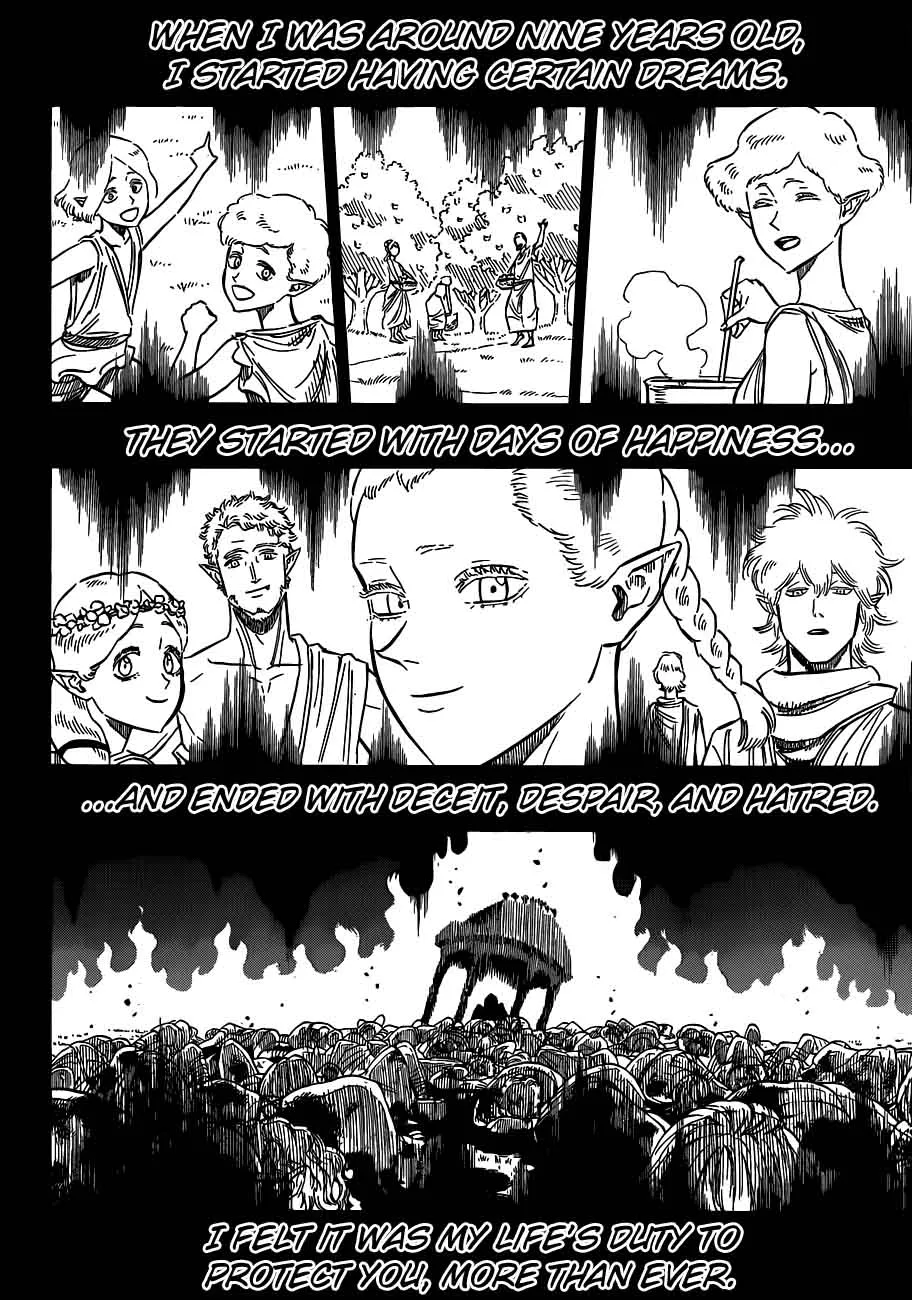 WHEN I WAS AROUND NINE YEARS OLD,
I STARTED HAVING CERTAIN DREAMS.
THEY STARTED WITH DAYS OF HAPPINESS...
...AND ENDED WITH DECEIT, DESPAIR, AND HATRED.
I FELT IT WAS MY LIFE'S DUTY TO
PROTECT YOU, MORE THAN EVER.